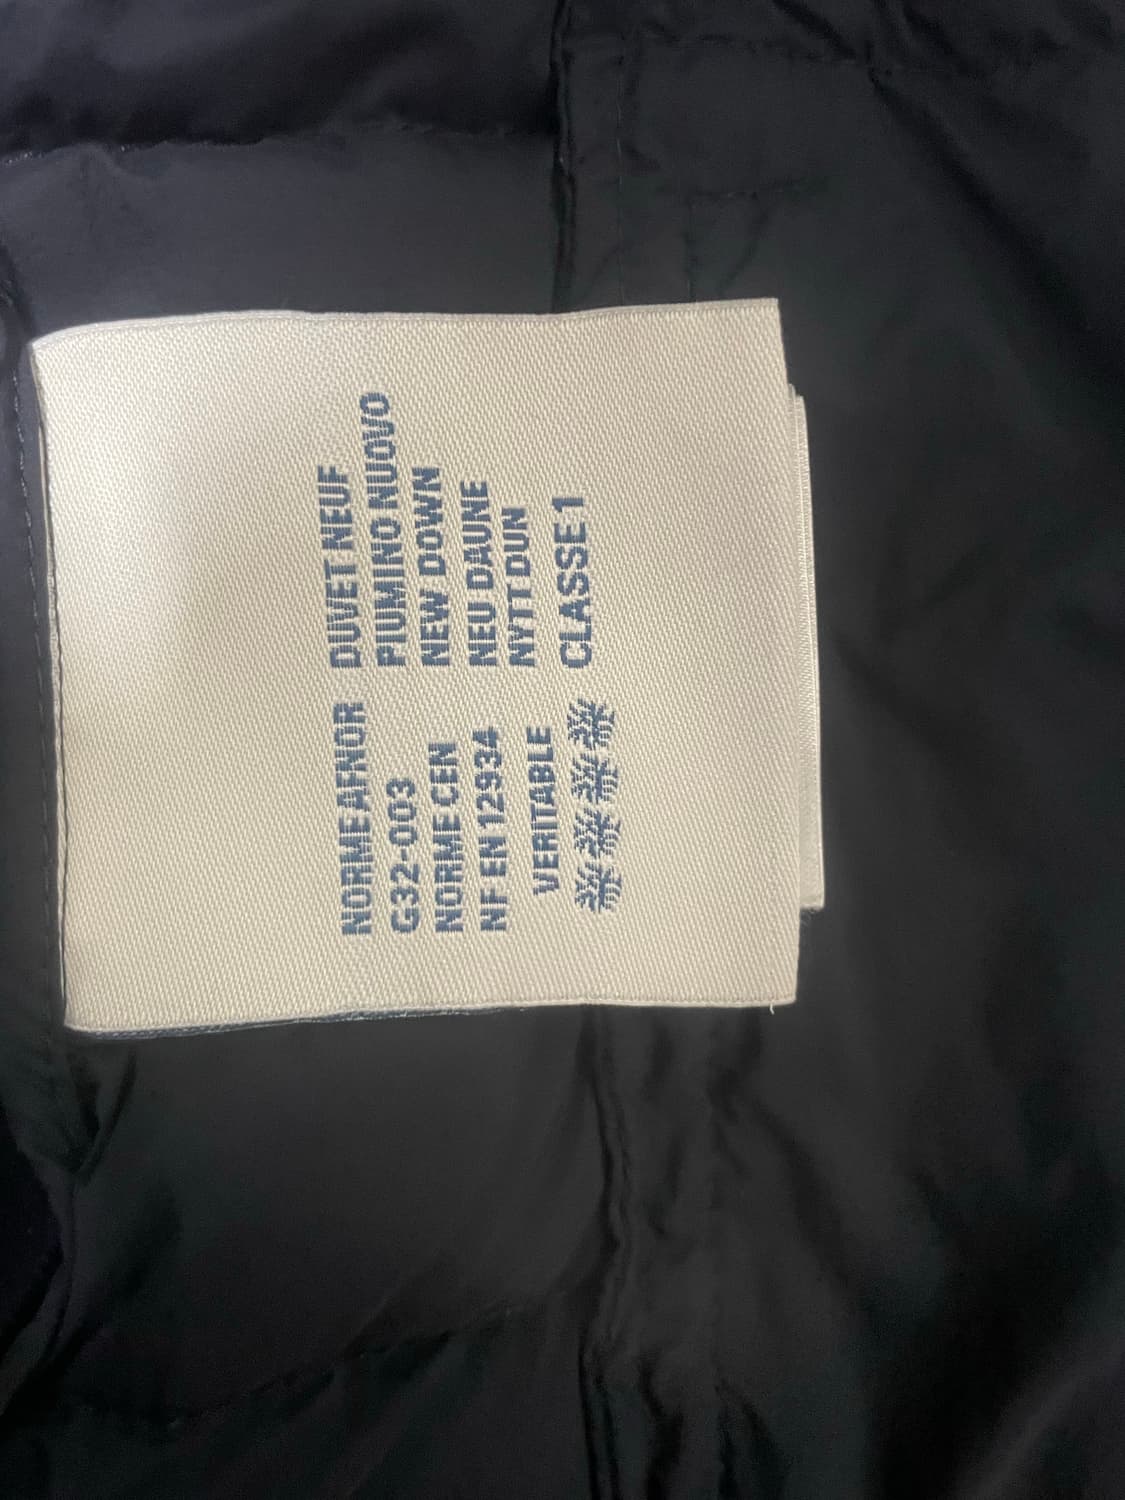 NORME AFNOR
G32-003
NORME CEN
NF EN 12934
VERITABLE
DUVET NEUF
PIUMINO NUOVO
NEW DOWN
NEU DAUNE
NYTT DUN
CLASSE 1